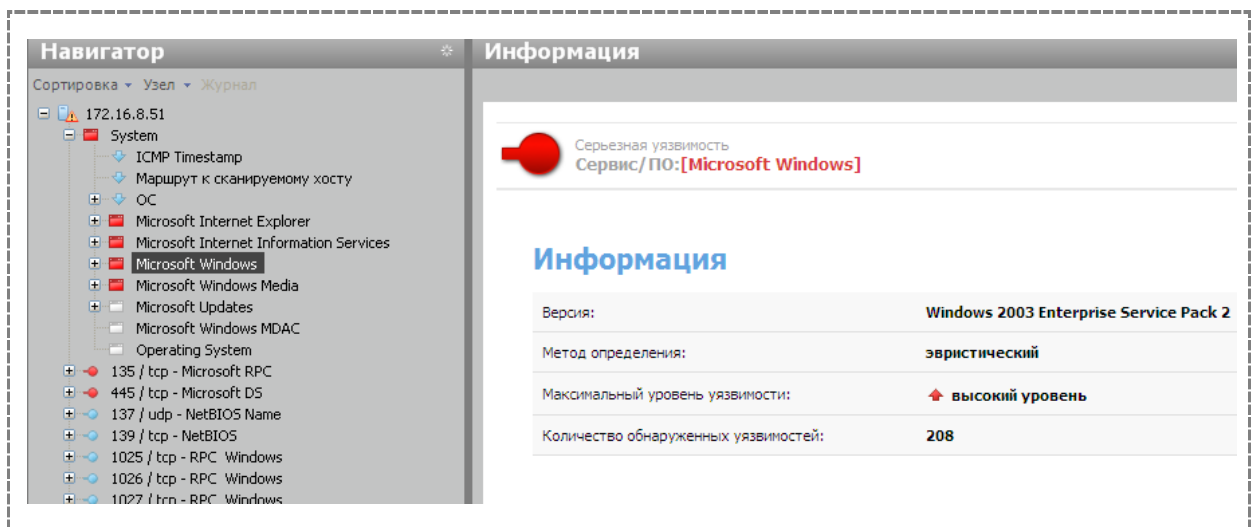 Навигатор
Сортировка Узел Журнал
172.16.8.51
System
ICMP Timestamp
Маршрут к сканируемому хосту
ОС
Microsoft Internet Explorer
Microsoft Internet Information Services
Microsoft Windows
Microsoft Windows Media
Microsoft Updates
Microsoft Windows MDAC
Operating System
135 / tcp - Microsoft RPC
445 / tcp - Microsoft DS
137 / udp - NetBIOS Name
139 / tcp - NetBIOS
1025 / tcp - RPC Windows
1026 / tcp - RPC Windows
1027 / tcp - RPC Windows
Информация
Серьезная уязвимость
Сервис/ПО:[Microsoft Windows]
Информация
Версия: Windows 2003 Enterprise Service Pack 2
Метод определения: эвристический
Максимальный уровень уязвимости: высокий уровень
Количество обнаруженных уязвимостей: 208